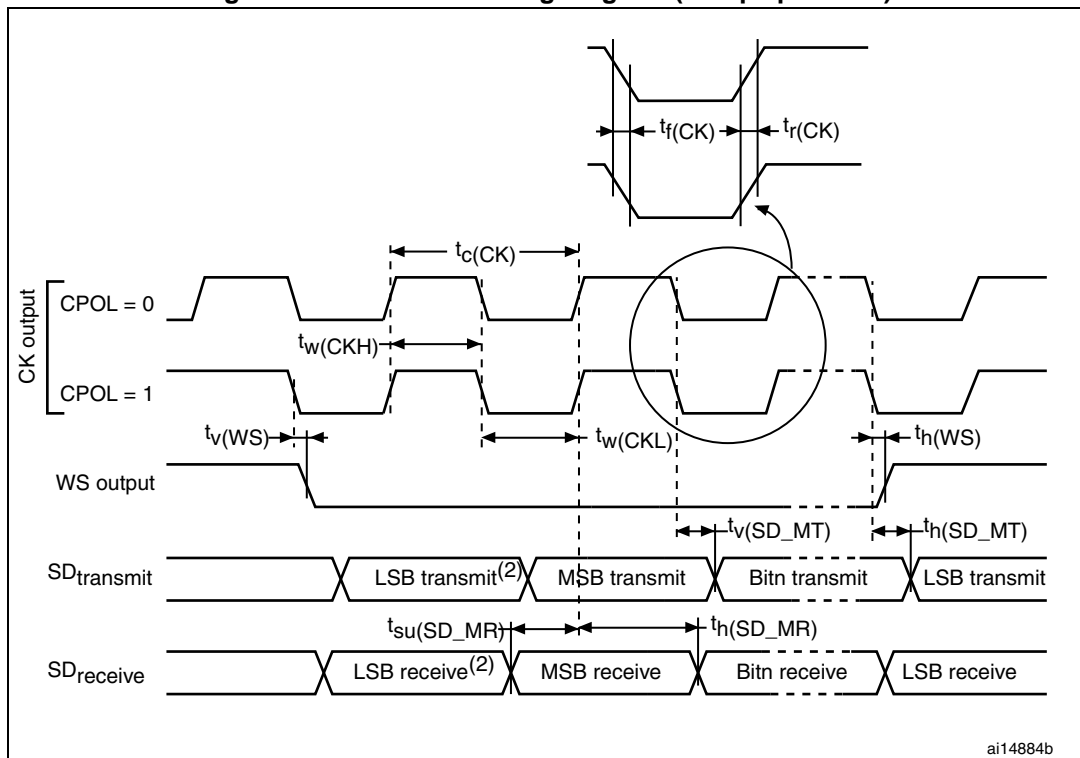 tf(CK)
tr(CK)
tc(CK)
CK output
CPOL = 0
tw(CKH)
CPOL = 1
tv(WS)
tw(CKL)
th(WS)
WS output
tv(SD_MT)
th(SD_MT)
SDtransmit
LSB transmit(2)
MSB transmit
Bitn transmit
LSB transmit
tsu(SD_MR)
th(SD_MR)
SDreceive
LSB receive(2)
MSB receive
Bitn receive
LSB receive
ai14884b